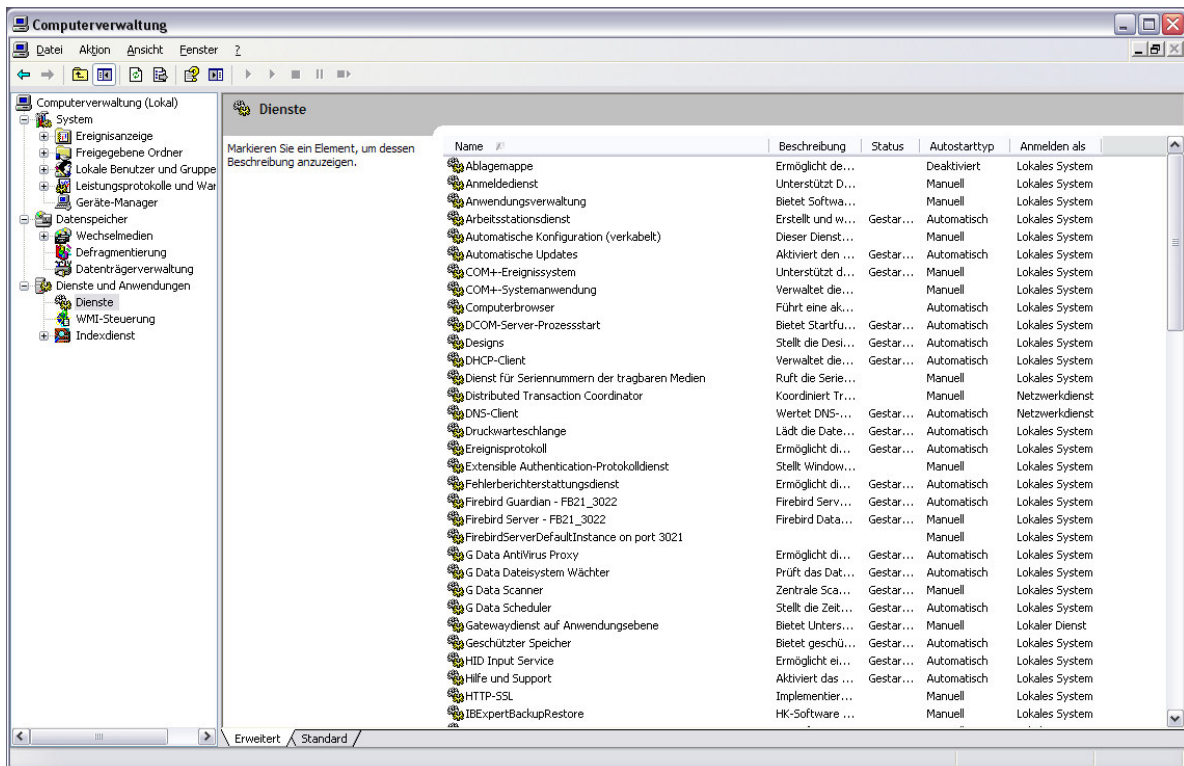 Computerverwaltung
Datei Aktion Ansicht Fenster ?
Computerverwaltung (Lokal)
System
Ereignisanzeige
Freigegebene Ordner
Lokale Benutzer und Gruppe
Leistungsprotokolle und War
Geräte-Manager
Datenspeicher
Wechselmedien
Defragmentierung
Datenträgerverwaltung
Dienste und Anwendungen
Dienste
WMI-Steuerung
Indexdienst
Dienste
Markieren Sie ein Element, um dessen
Beschreibung anzuzeigen.
Name Beschreibung Status Autostarttyp Anmelden als
Ablagemappe Ermöglicht de... Deaktiviert Lokales System
Anmeldedienst Unterstützt D... Manuell Lokales System
Anwendungsverwaltung Bietet Softwa... Manuell Lokales System
Arbeitsstationsdienst Erstellt und w... Gestar... Automatisch Lokales System
Automatische Konfiguration (verkabelt) Dieser Dienst... Manuell Lokales System
Automatische Updates Aktiviert den ... Gestar... Automatisch Lokales System
COM+-Ereignissystem Unterstützt d... Gestar... Manuell Lokales System
COM+-Systemanwendung Verwaltet die... Manuell Lokales System
Computerbrowser Führt eine ak... Automatisch Lokales System
DCOM-Server-Prozessstart Bietet Startfu... Gestar... Automatisch Lokales System
Designs Stellt die Desi... Gestar... Automatisch Lokales System
DHCP-Client Verwaltet die... Gestar... Automatisch Lokales System
Dienst für Seriennummern der tragbaren Medien Ruft die Serie... Manuell Lokales System
Distributed Transaction Coordinator Koordiniert Tr... Manuell Netzwerkdienst
DNS-Client Wertet DNS-... Gestar... Automatisch Netzwerkdienst
Druckwarteschlange Lädt die Date... Gestar... Automatisch Lokales System
Ereignisprotokoll Ermöglicht di... Gestar... Automatisch Lokales System
Extensible Authentication-Protokolldienst Stellt Window... Manuell Lokales System
Fehlerberichterstattungsdienst Ermöglicht di... Gestar... Automatisch Lokales System
Firebird Guardian - FB21_3022 Firebird Serv... Gestar... Automatisch Lokales System
Firebird Server - FB21_3022 Firebird Data... Gestar... Manuell Lokales System
FirebirdServerDefaultInstance on port 3021 Manuell Lokales System
G Data AntiVirus Proxy Ermöglicht di... Gestar... Automatisch Lokales System
G Data Dateisystem Wächter Prüft das Dat... Gestar... Automatisch Lokales System
G Data Scanner Zentrale Sca... Gestar... Manuell Lokales System
G Data Scheduler Stellt die Zeit... Gestar... Automatisch Lokales System
Gatewaydienst auf Anwendungsebene Bietet Unters... Gestar... Manuell Lokaler Dienst
Geschützter Speicher Bietet geschü... Gestar... Automatisch Lokales System
HID Input Service Ermöglicht ei... Gestar... Automatisch Lokales System
Hilfe und Support Aktiviert das ... Gestar... Automatisch Lokales System
HTTP-SSL Implementier... Manuell Lokales System
IBExpertBackupRestore HK-Software ... Manuell Lokales System
Erweitert Standard